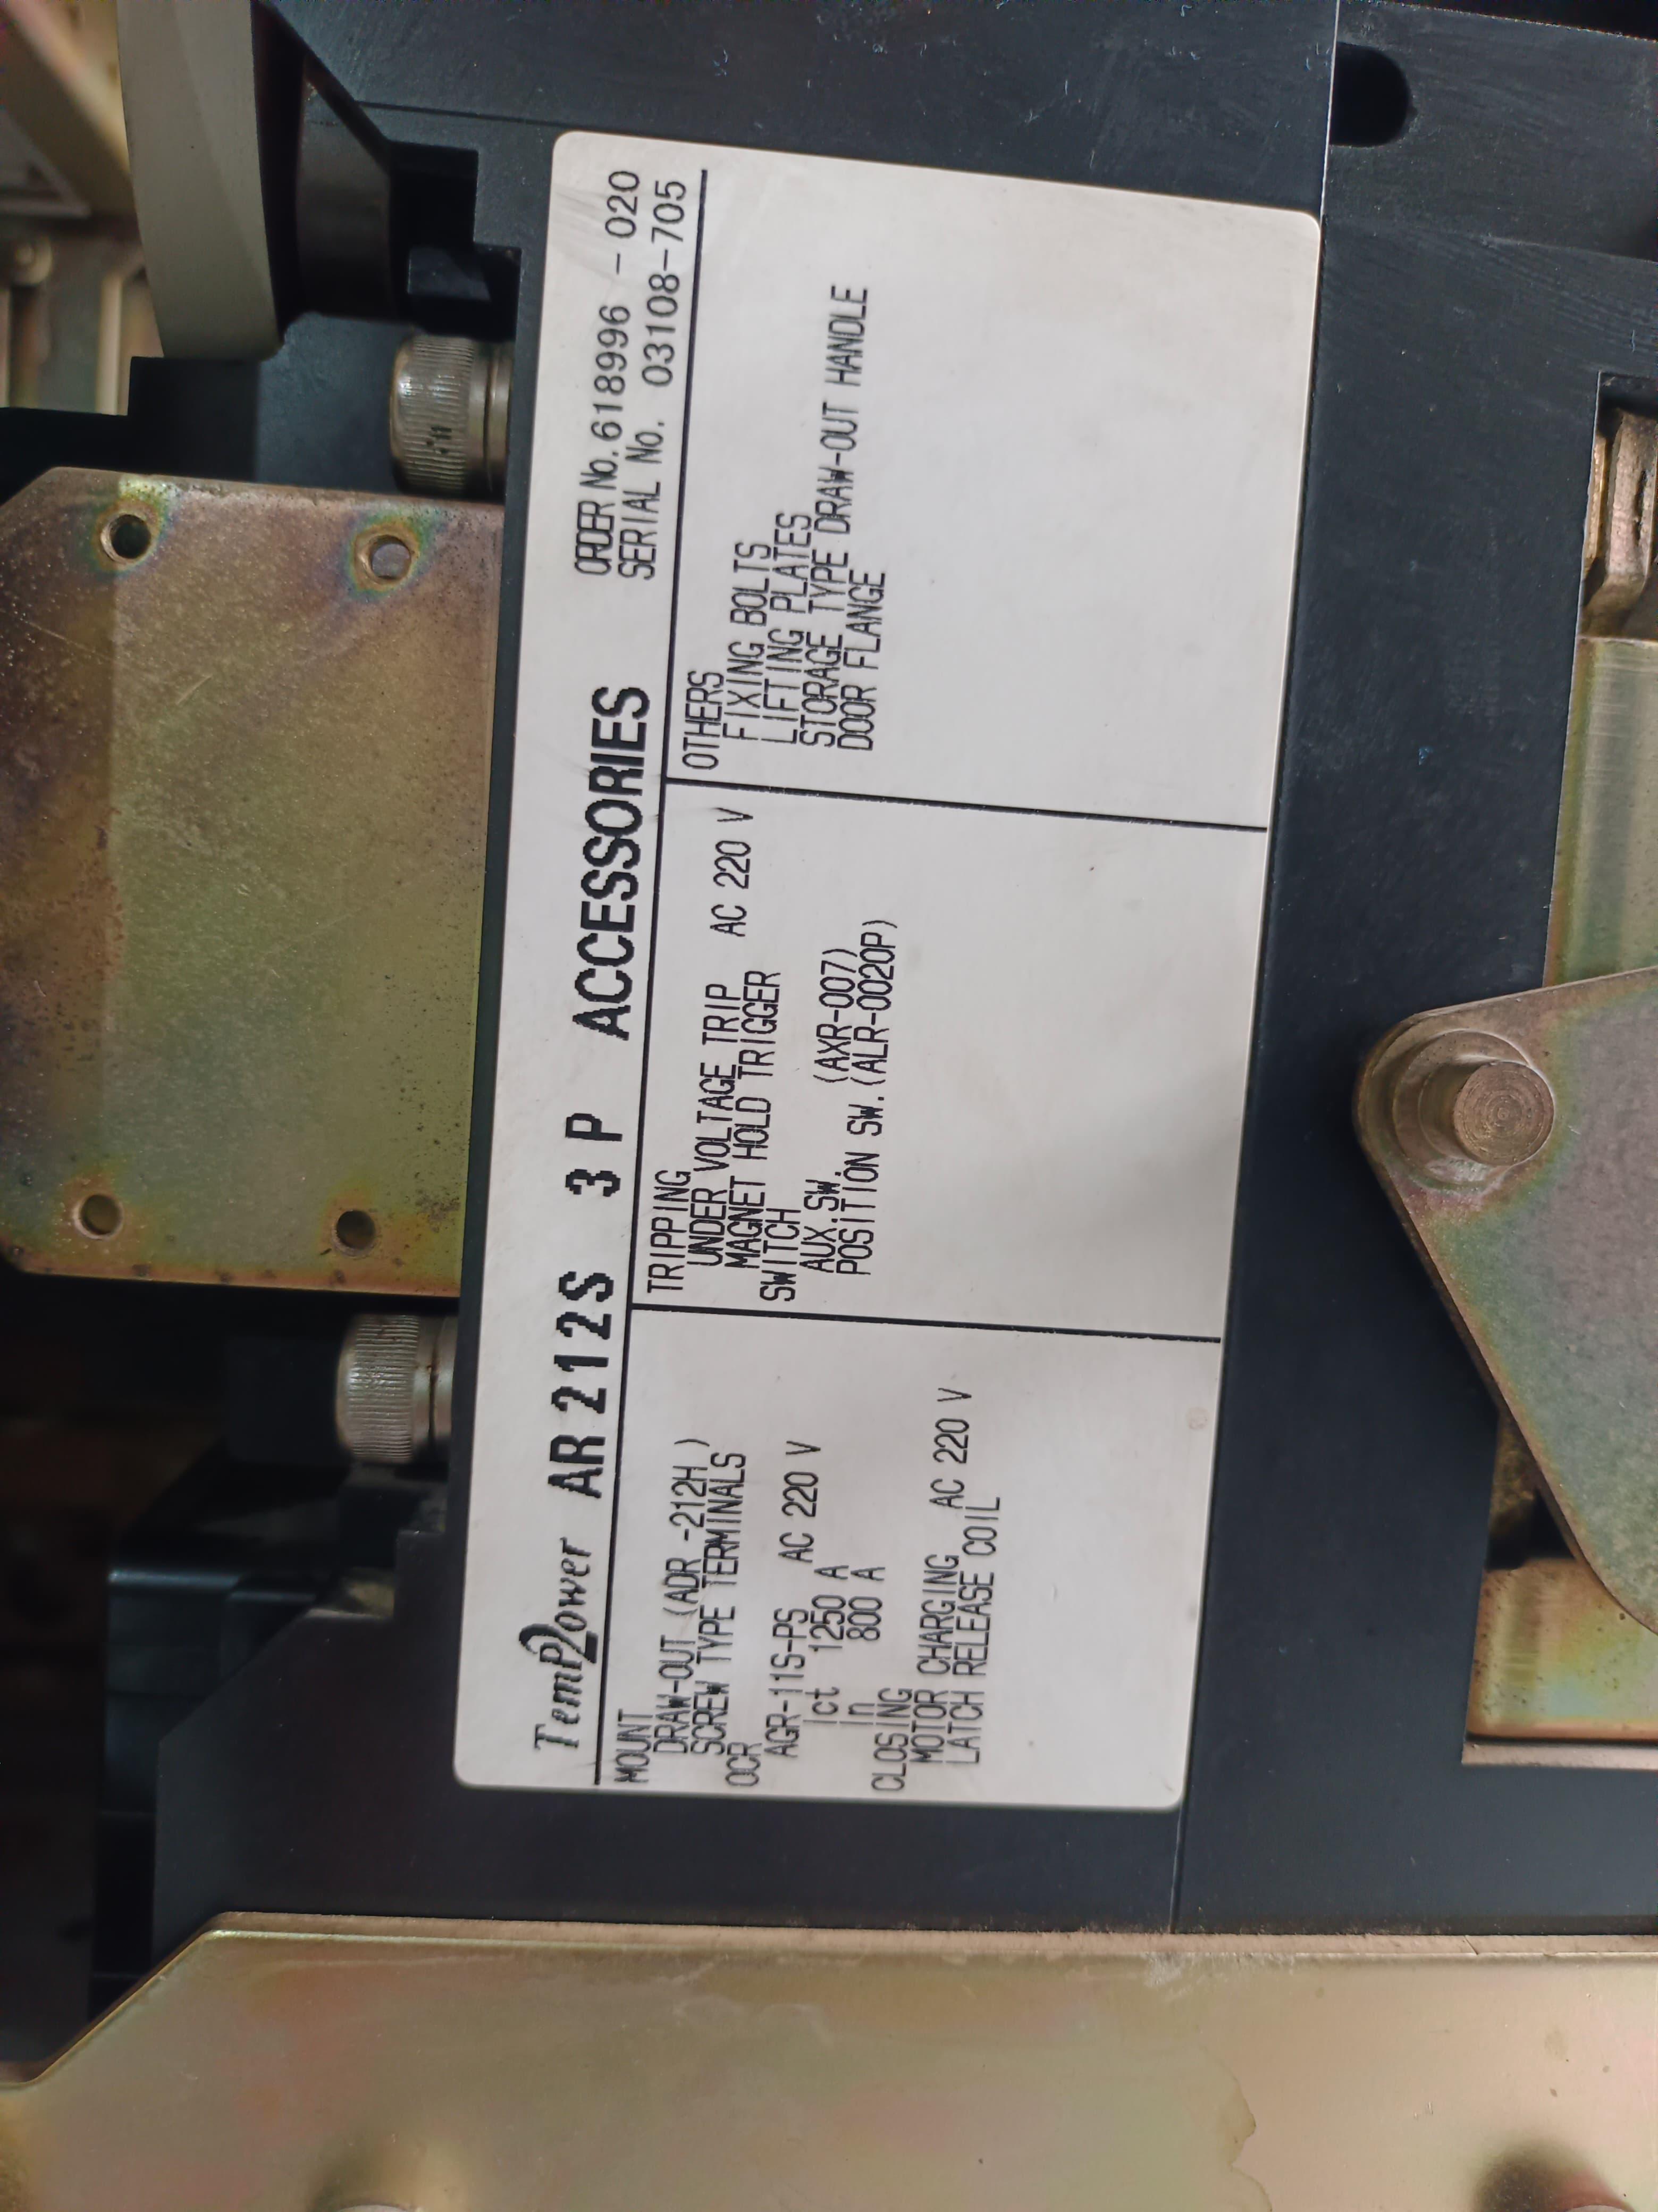 TemPower 2 AR212S 3P ACCESSORIES
ORDER No. 618996-020
SERIAL No. 03108-705
MOUNT
DRAW-OUT (ADR-212H)
SCREW TYPE TERMINALS
OCR
AGR-11S-PS AC 220 V
Ict 1250 A
In 800 A
CLOSING
MOTOR CHARGING AC 220 V
LATCH RELEASE COIL
TRIPPING
UNDER VOLTAGE TRIP AC 220 V
MAGNET HOLD TRIGGER
SWITCH
AUX.SW. (AXR-007)
POSITION SW. (ALR-0020P)
OTHERS
FIXING BOLTS
LIFTING PLATES
STORAGE TYPE DRAW-OUT HANDLE
DOOR FLANGE